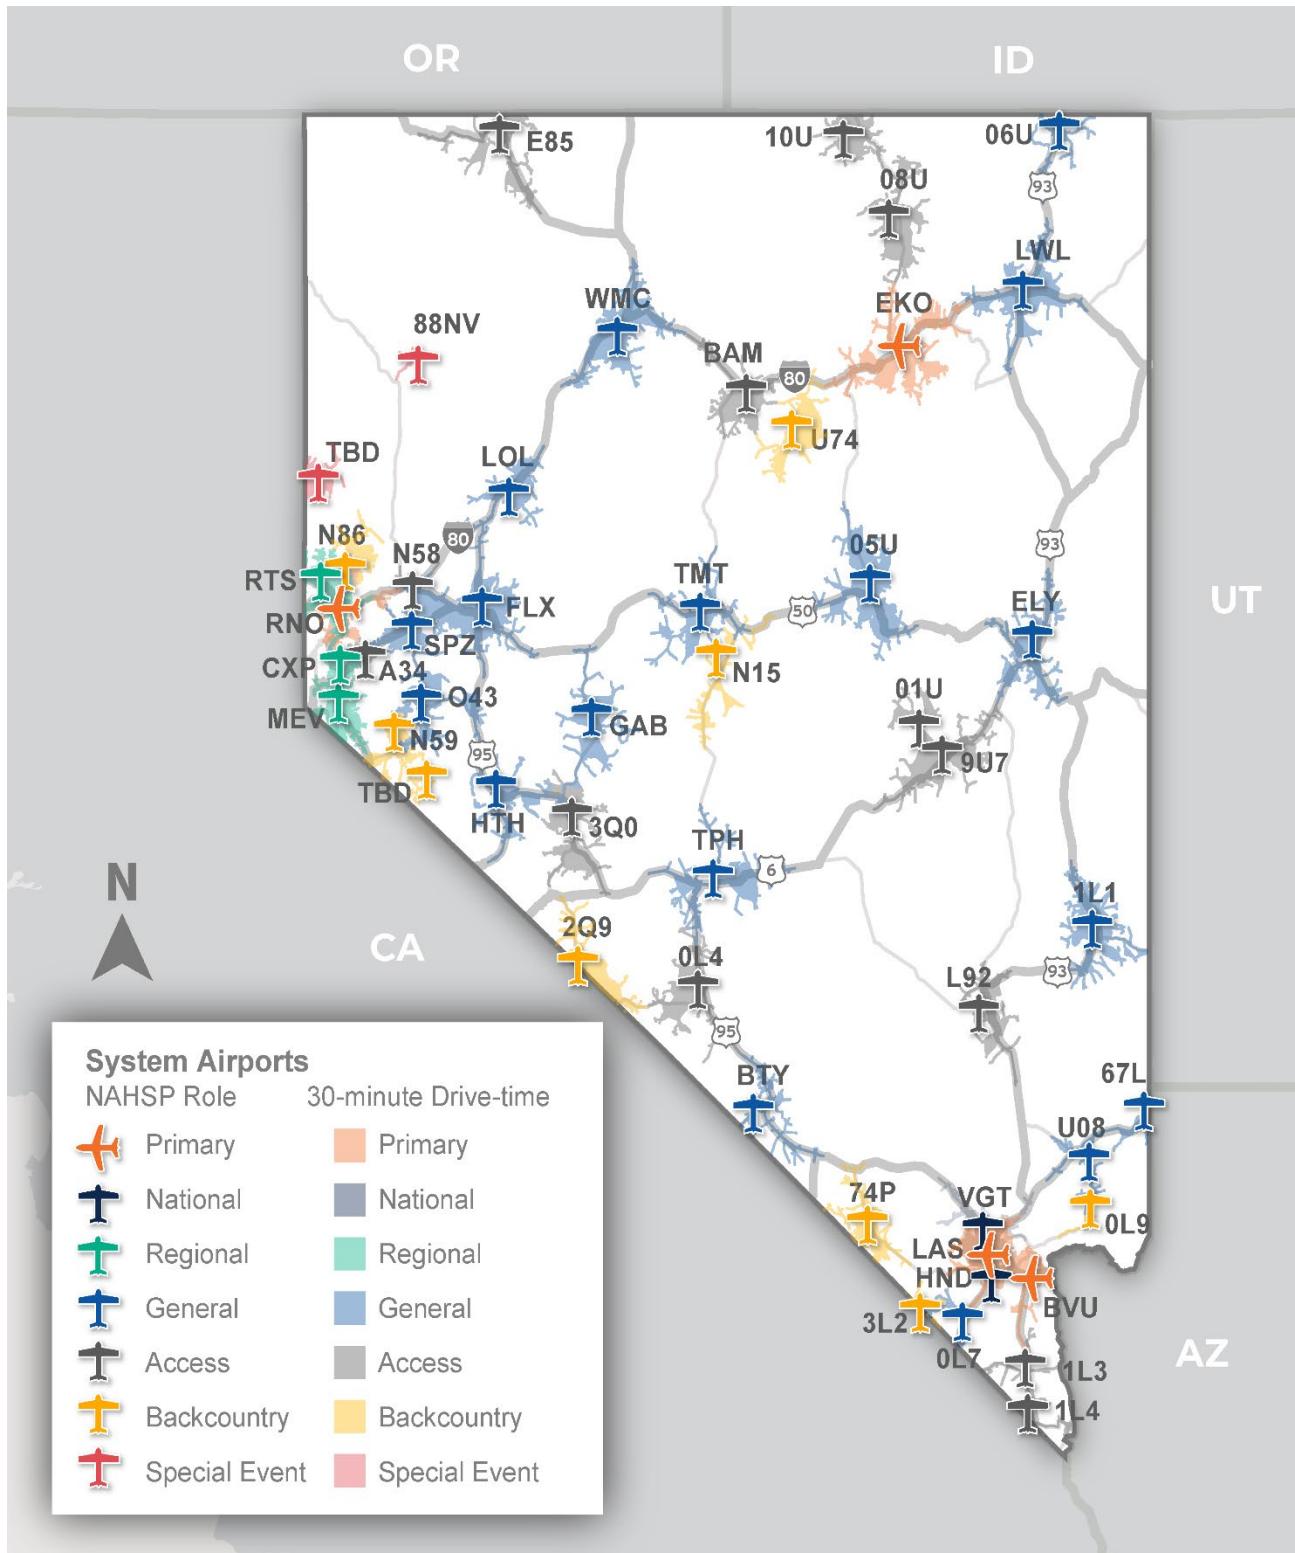 OR
ID
E85
10U
06U
93
08U
LWL
WMC
EKO
88NV
BAM
80
U74
TBD
LOL
80
N86
N58
93
05U
RTS
TMT
FLX
50
ELY
RNO
SPZ
UT
CXP
A34
N15
01U
O43
MEV
GAB
N59
95
9U7
TBD
HTH
3Q0
TPH
6
N
1L1
2Q9
CA
0L4
93
L92
95
BTY
67L
U08
74P
VGT
0L9
LAS
HND
BVU
3L2
0L7
AZ
1L3
1L4
System Airports
NAHSP Role 30-minute Drive-time
Primary Primary
National National
Regional Regional
General General
Access Access
Backcountry Backcountry
Special Event Special Event